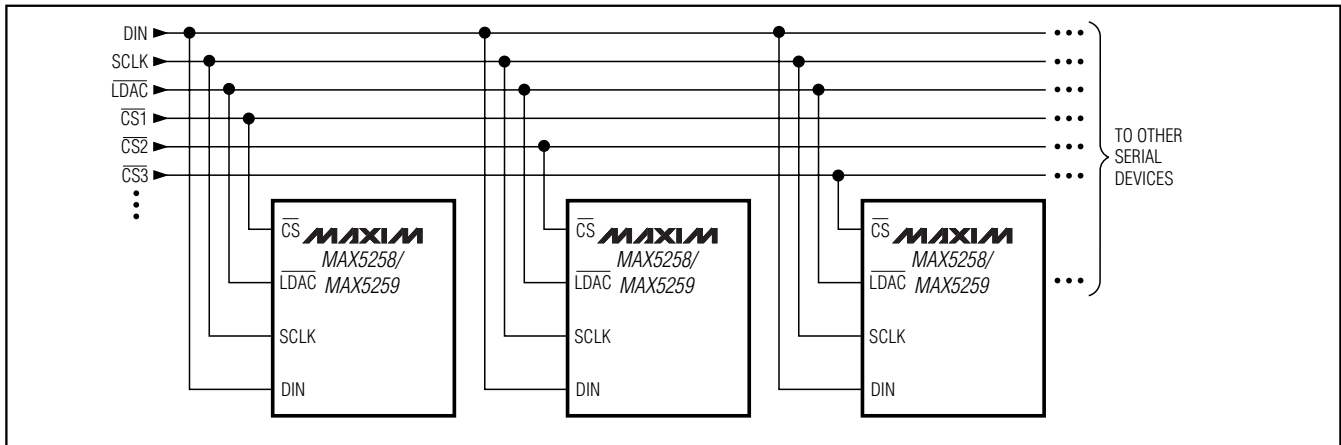 DIN
SCLK
LDAC
CS1
CS2
CS3
TO OTHER
SERIAL
DEVICES
CS MAXIM
MAX5258/
LDAC MAX5259
SCLK
DIN
CS MAXIM
MAX5258/
LDAC MAX5259
SCLK
DIN
CS MAXIM
MAX5258/
LDAC MAX5259
SCLK
DIN